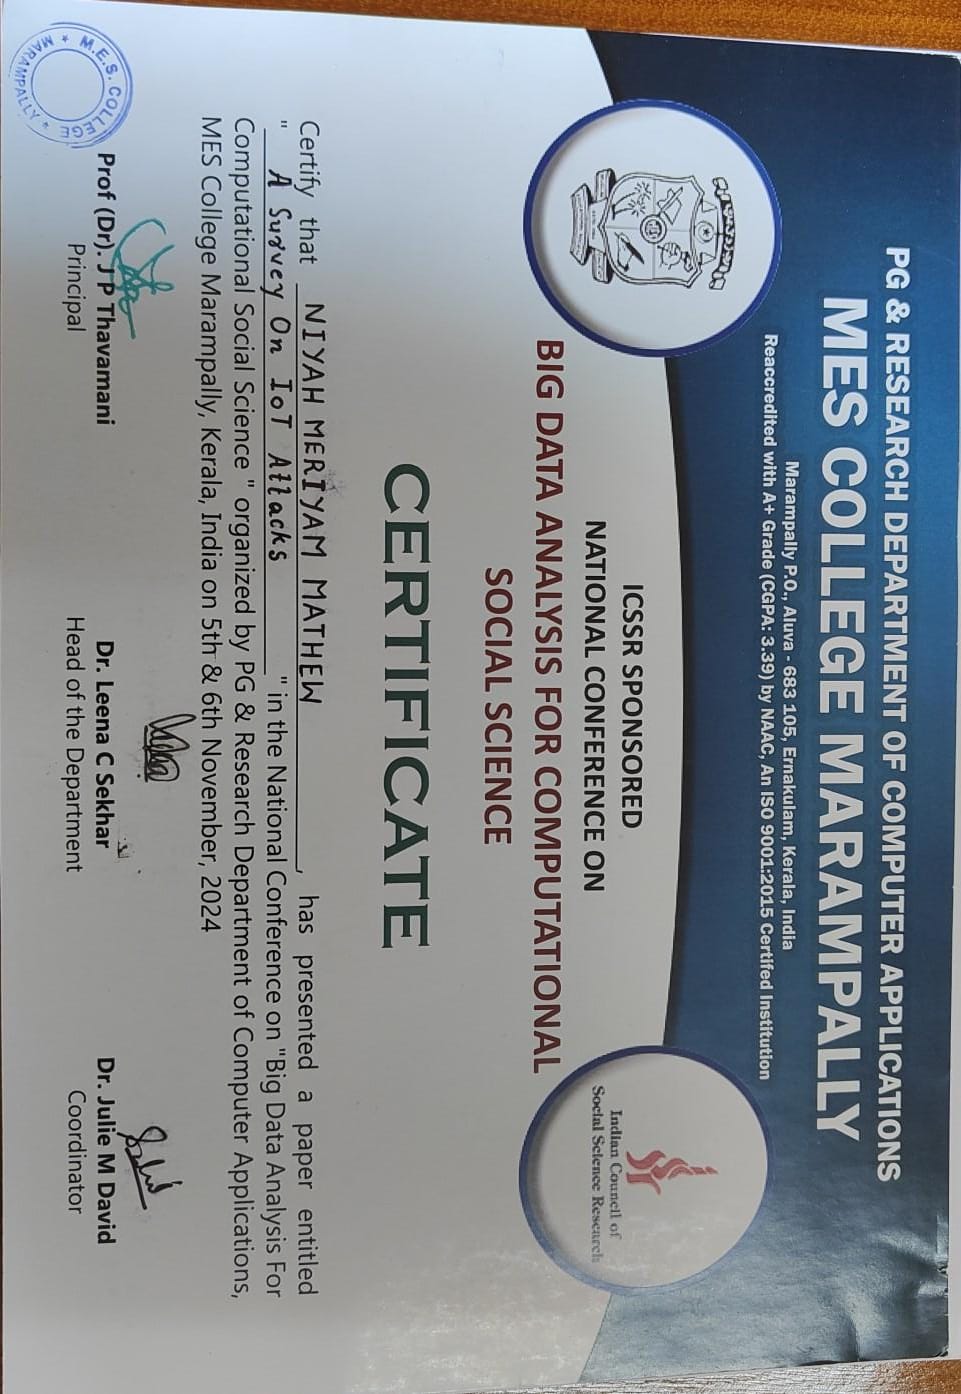 PG & RESEARCH DEPARTMENT OF COMPUTER APPLICATIONS
MES COLLEGE MARAMPALLY
Marampally P.O., Aluva - 683 105, Ernakulam, Kerala, India
Reaccredited with A+ Grade (CGPA: 3.39) by NAAC, An ISO 9001:2015 Certifed Institution
Indian Council of
Social Science Research
ICSSR SPONSORED
NATIONAL CONFERENCE ON
BIG DATA ANALYSIS FOR COMPUTATIONAL
SOCIAL SCIENCE
CERTIFICATE
Certify that NIYAH MERIYAM MATHEW, has presented a paper entitled
" A Survey On IoT Attacks " in the National Conference on "Big Data Analysis For
Computational Social Science " organized by PG & Research Department of Computer Applications,
MES College Marampally, Kerala, India on 5th & 6th November, 2024
Prof (Dr). J P Thavamani
Principal
Dr. Leena C Sekhar
Head of the Department
Dr. Julie M David
Coordinator
M.E.S. COLLEGE * MARAMPALLY *